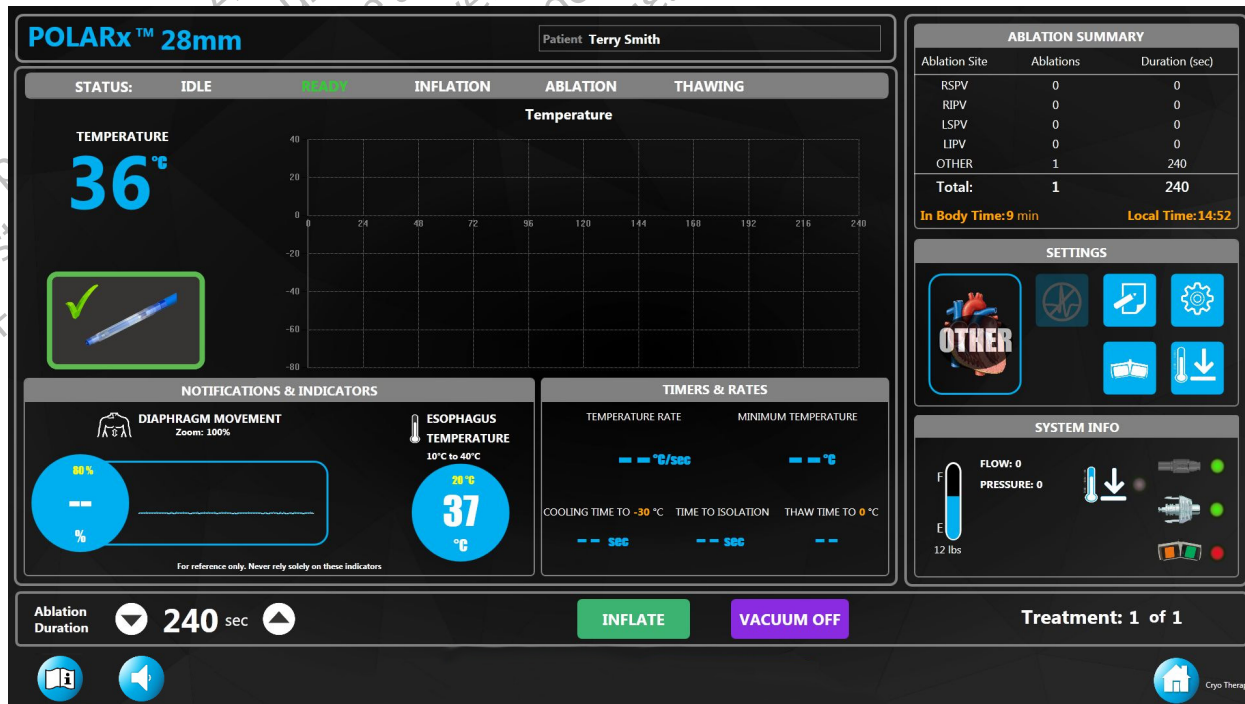 POLARx™ 28mm
Patient Terry Smith
STATUS: IDLE READY INFLATION ABLATION THAWING
TEMPERATURE
36 °C
Temperature
40
20
0
0 24 48 72 96 120 144 168 192 216 240
-20
-40
-60
-80
NOTIFICATIONS & INDICATORS
DIAPHRAGM MOVEMENT
Zoom: 100%
80 %
--
%
ESOPHAGUS
TEMPERATURE
10°C to 40°C
20 °C
37
°C
For reference only. Never rely solely on these indicators
TIMERS & RATES
TEMPERATURE RATE MINIMUM TEMPERATURE
-- °C/sec -- °C
COOLING TIME TO -30 °C TIME TO ISOLATION THAW TIME TO 0 °C
-- sec -- sec --
ABLATION SUMMARY
Ablation Site Ablations Duration (sec)
RSPV 0 0
RIPV 0 0
LSPV 0 0
LIPV 0 0
OTHER 1 240
Total: 1 240
In Body Time:9 min Local Time:14:52
SETTINGS
OTHER
SYSTEM INFO
F
E
12 lbs
FLOW: 0
PRESSURE: 0
Ablation
Duration
240 sec
INFLATE
VACUUM OFF
Treatment: 1 of 1
i